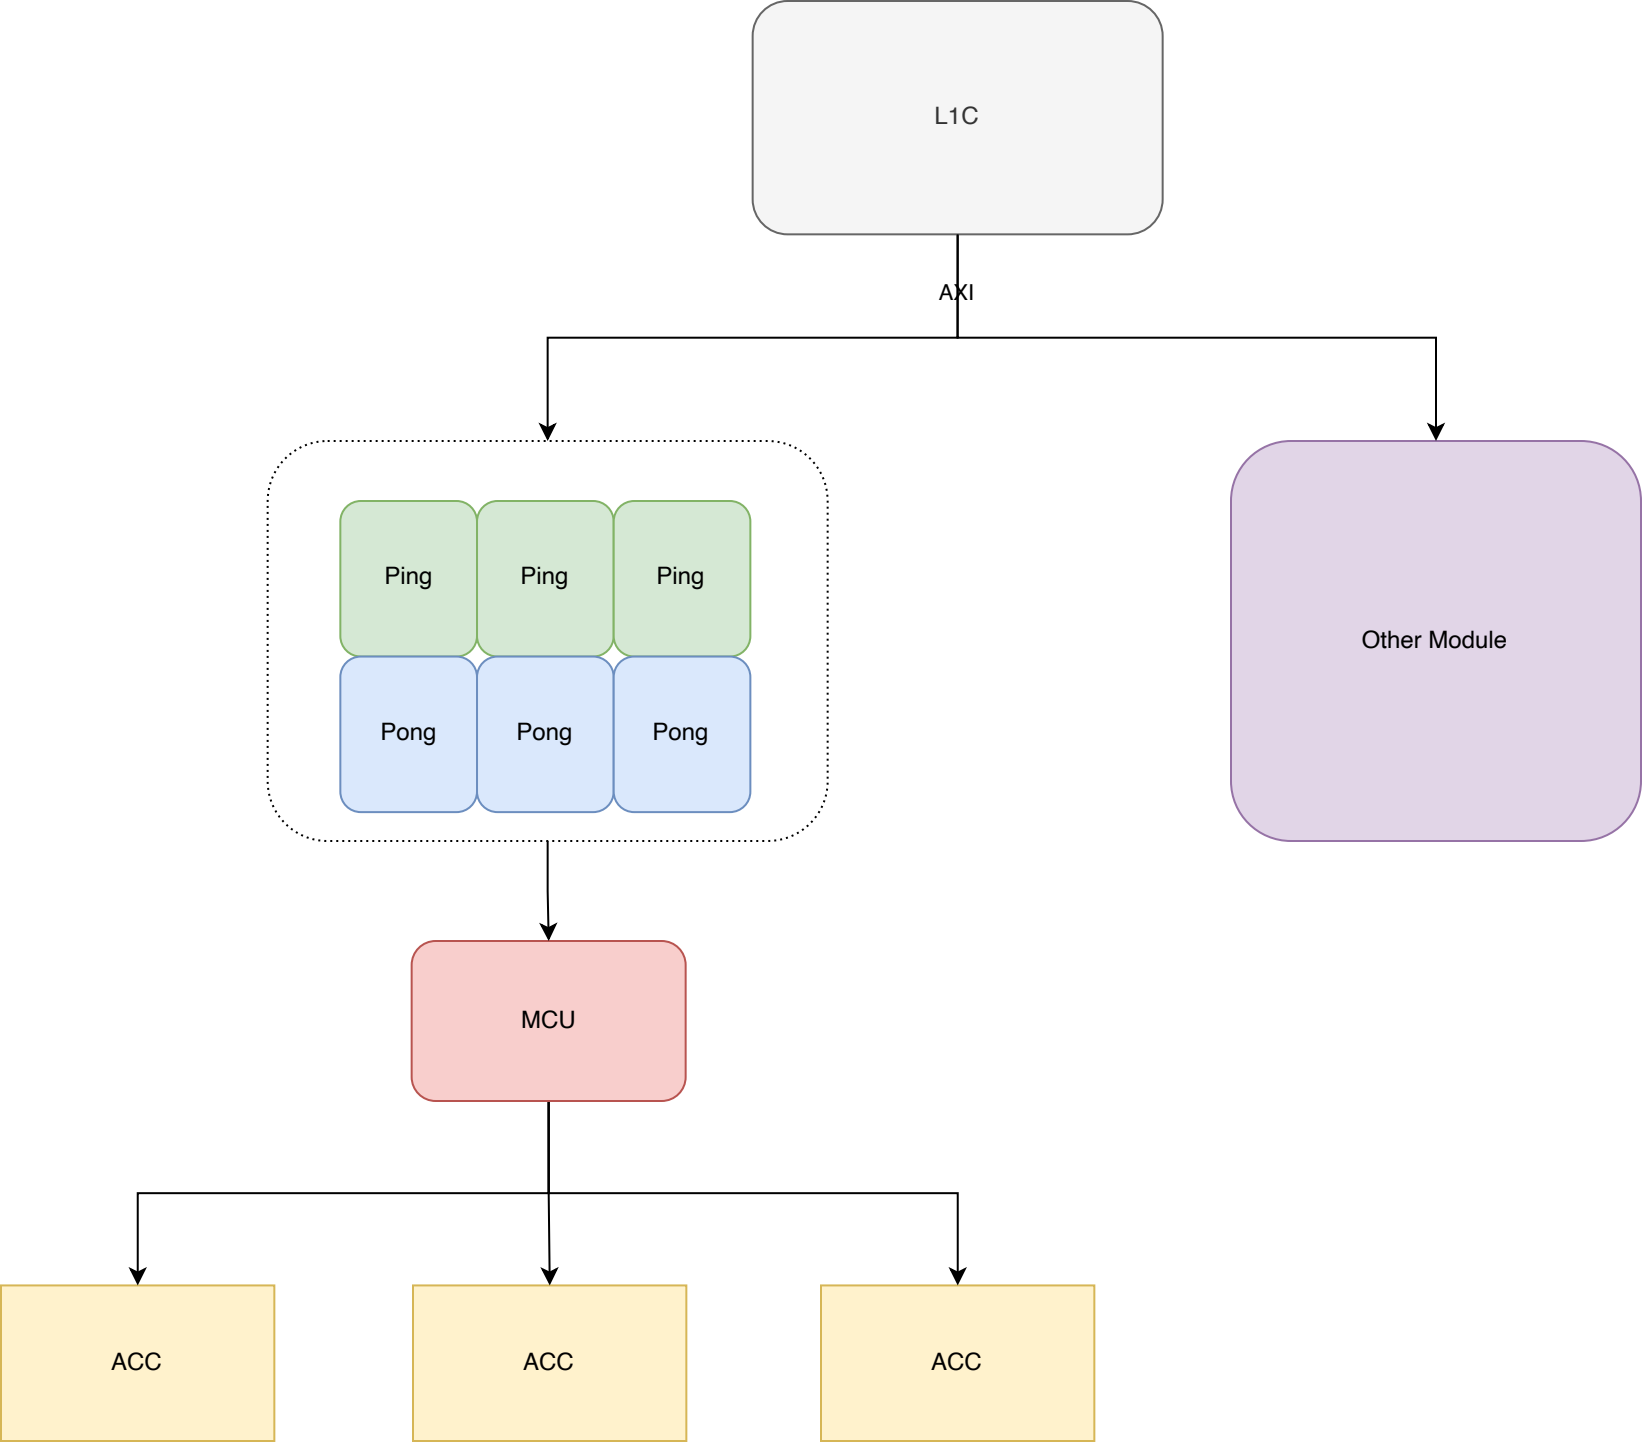 L1C
AXI
Ping
Ping
Ping
Other Module
Pong
Pong
Pong
MCU
ACC
ACC
ACC